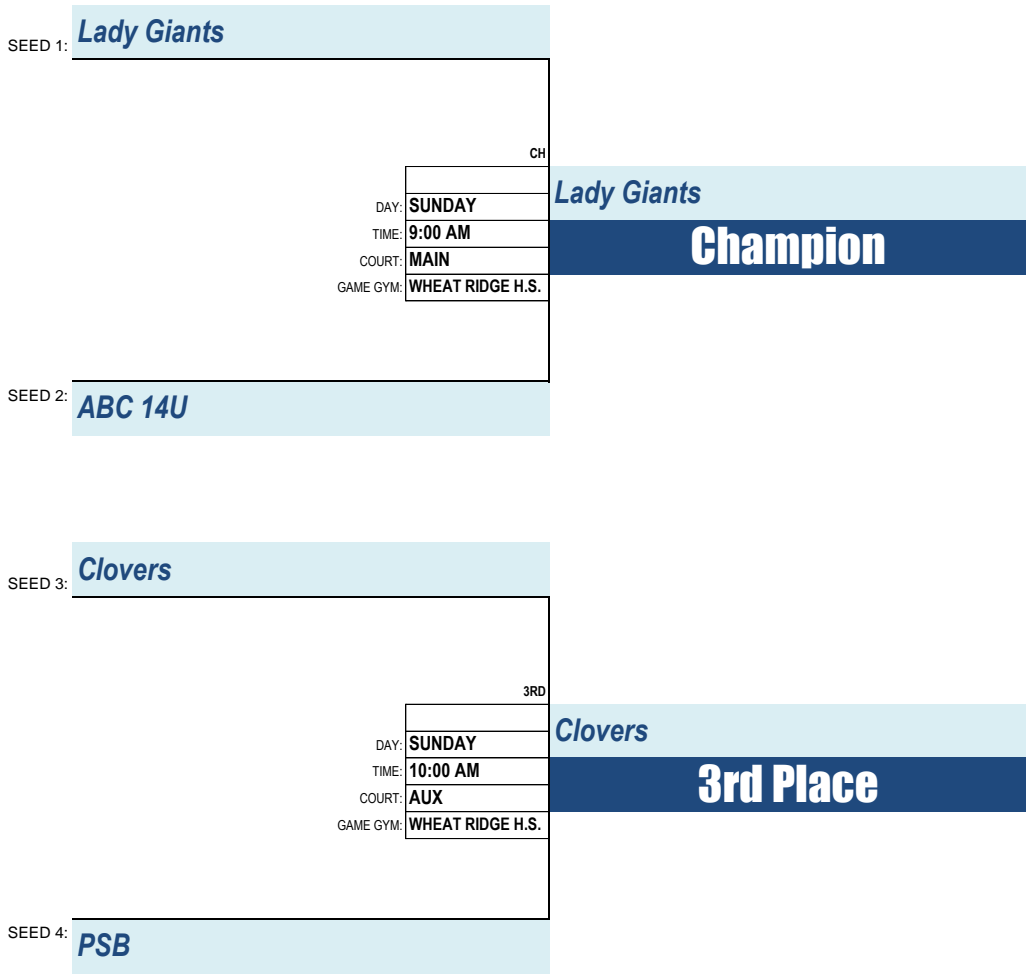 SEED 1: Lady Giants
CH
Lady Giants
DAY: SUNDAY
TIME: 9:00 AM
Champion
COURT: MAIN
GAME GYM: WHEAT RIDGE H.S.
SEED 2: ABC 14U
SEED 3: Clovers
3RD
Clovers
DAY: SUNDAY
TIME: 10:00 AM
3rd Place
COURT: AUX
GAME GYM: WHEAT RIDGE H.S.
SEED 4: PSB